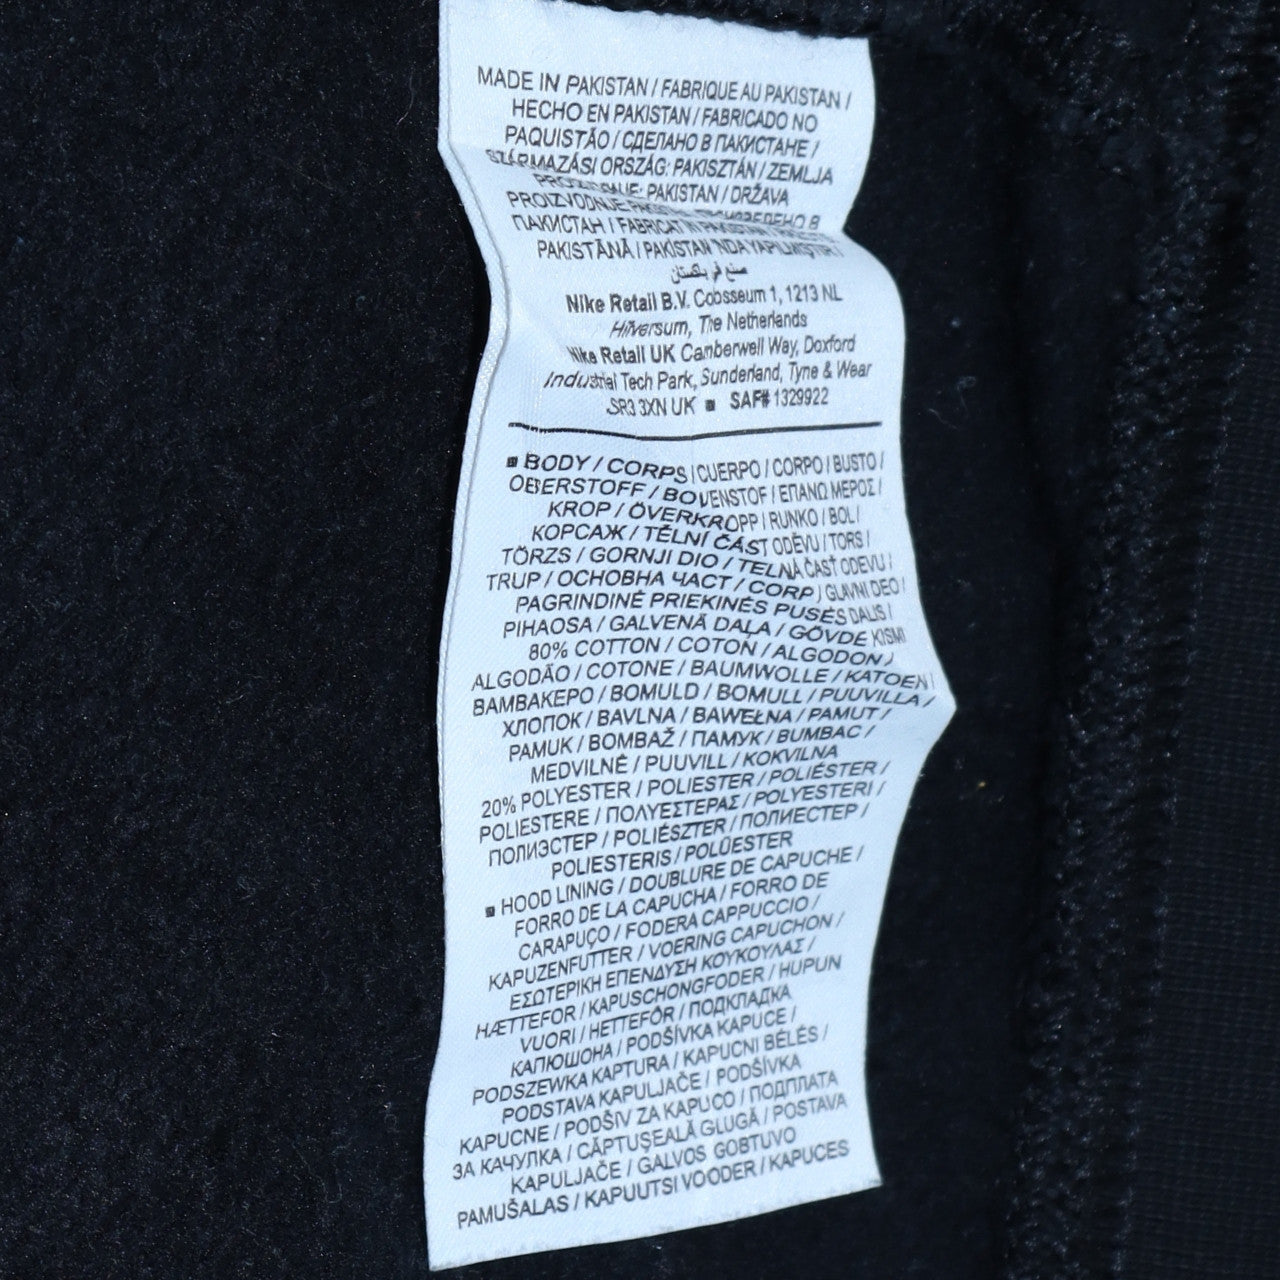 MADE IN PAKISTAN / FABRIQUE AU PAKISTAN /
HECHO EN PAKISTAN / FABRICADO NO
PAQUISTÃO / СДЕЛАНО В ПАКИСТАНЕ /
SZÁRMAZÁSI ORSZÁG: PAKISZTÁN / ZEMLJA
PAKISTAN / DRŽAVA
PROIZVODNJE: В
ПАКИСТАН / FABRICAT ÎN PAKISTAN
PAKISTĀNĀ / PAKISTAN'NDA YAPILMIŞTIR /
صنع في باكستان
Nike Retail B.V. Colosseum 1, 1213 NL
Hilversum, The Netherlands
Nike Retail UK Camberwell Way, Doxford
Industrial Tech Park, Sunderland, Tyne & Wear
SR3 3XN UK ■ SAF# 1329922
■ BODY / CORPS / CUERPO / CORPO / BUSTO /
OBERSTOFF / BOVENSTOF / ΕΠΑΝΩ ΜΕΡΟΣ /
KROP / ÖVERKROPP / RUNKO / BOL /
КОРСАЖ / TĚLNÍ ČÁST ODĚVU / TORS /
TÖRZS / GORNJI DIO / TELNÁ ČASŤ ODEVU /
TRUP / ОСНОВНА ЧАСТ / CORP / GLAVNI DEO /
PAGRINDINĖ PRIEKINĖS PUSĖS DALIS /
PIHAOSA / GALVENĀ DAĻA / GÖVDE KISMI
80% COTTON / COTON / ALGODON /
ALGODÃO / COTONE / BAUMWOLLE / KATOEN /
ΒΑΜΒΑΚΕΡΟ / BOMULD / BOMULL / PUUVILLA /
ХЛОПОК / BAVLNA / BAWEŁNA / PAMUT /
PAMUK / BOMBAŽ / ПАМУК / BUMBAC /
MEDVILNĖ / PUUVILL / KOKVILNA
20% POLYESTER / POLIESTER / POLIÉSTER /
POLIESTERE / ΠΟΛΥΕΣΤΕΡΑΣ / POLYESTERI /
ПОЛИЭСТЕР / POLIÉSZTER / ПОЛИЕСТЕР /
POLIESTERIS / POLÜESTER
■ HOOD LINING / DOUBLURE DE CAPUCHE /
FORRO DE LA CAPUCHA / FORRO DE
CARAPUÇO / FODERA CAPPUCCIO /
KAPUZENFUTTER / VOERING CAPUCHON /
ΕΣΩΤΕΡΙΚΗ ΕΠΕΝΔΥΣΗ ΚΟΥΚΟΥΛΑΣ /
HÆTTEFOR / KAPUSCHONGFODER / HUPUN
VUORI / HETTEFÔR / ПОДКЛАДКА
КАПЮШОНА / PODŠÍVKA KAPUCE /
PODSZEWKA KAPTURA / KAPUCNI BÉLÉS /
PODSTAVA KAPULJAČE / PODŠÍVKA
KAPUCNE / PODŠIV ZA KAPUCO / ПОДПЛАТА
ЗА КАЧУЛКА / CĂPTUŞEALĂ GLUGĂ / POSTAVA
KAPULJAČE / GALVOS GOBTUVO
PAMUŠALAS / KAPUUTSI VOODER / KAPUCES